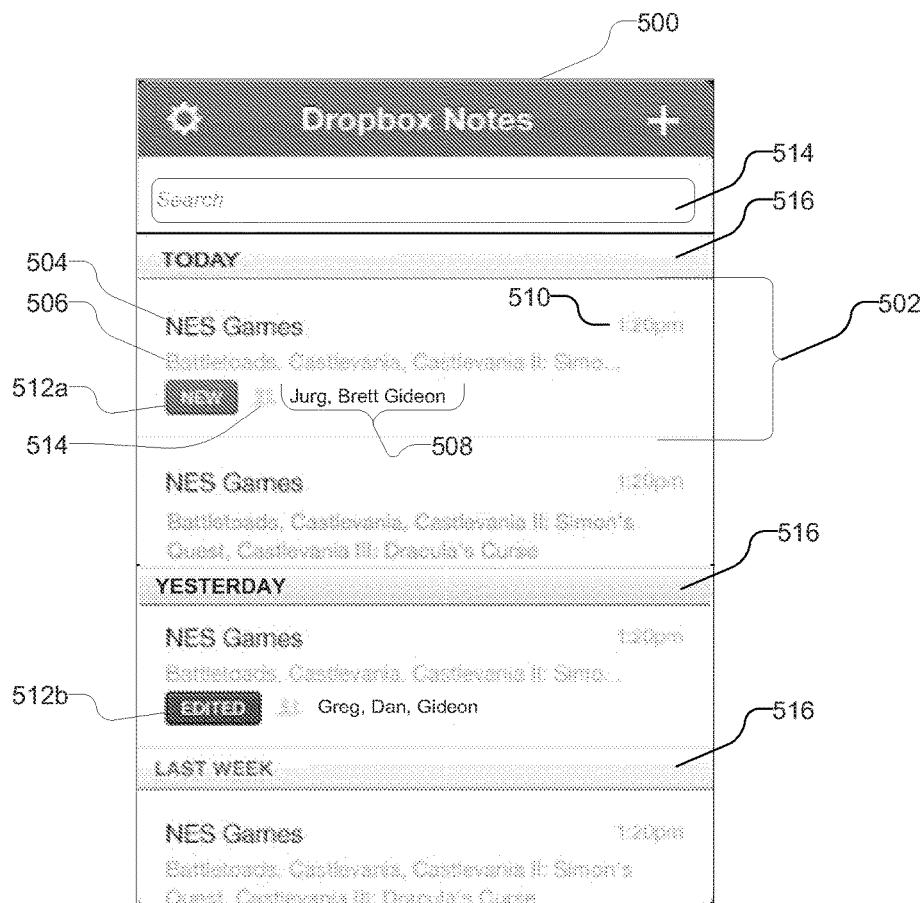 500
Dropbox Notes
514
Search
516
TODAY
504
510
502
506
NES Games
1:20pm
Battletoads, Castlevania, Castlevania II: Simo...
512a
NEW
Jurg, Brett Gideon
514
508
NES Games
1:20pm
Battletoads, Castlevania, Castlevania II: Simon's
Quest, Castlevania III: Dracula's Curse
516
YESTERDAY
NES Games
1:20pm
Battletoads, Castlevania, Castlevania II: Simo...
512b
EDITED
Greg, Dan, Gideon
516
LAST WEEK
NES Games
1:20pm
Battletoads, Castlevania, Castlevania II: Simon's
Quest, Castlevania III: Dracula's Curse